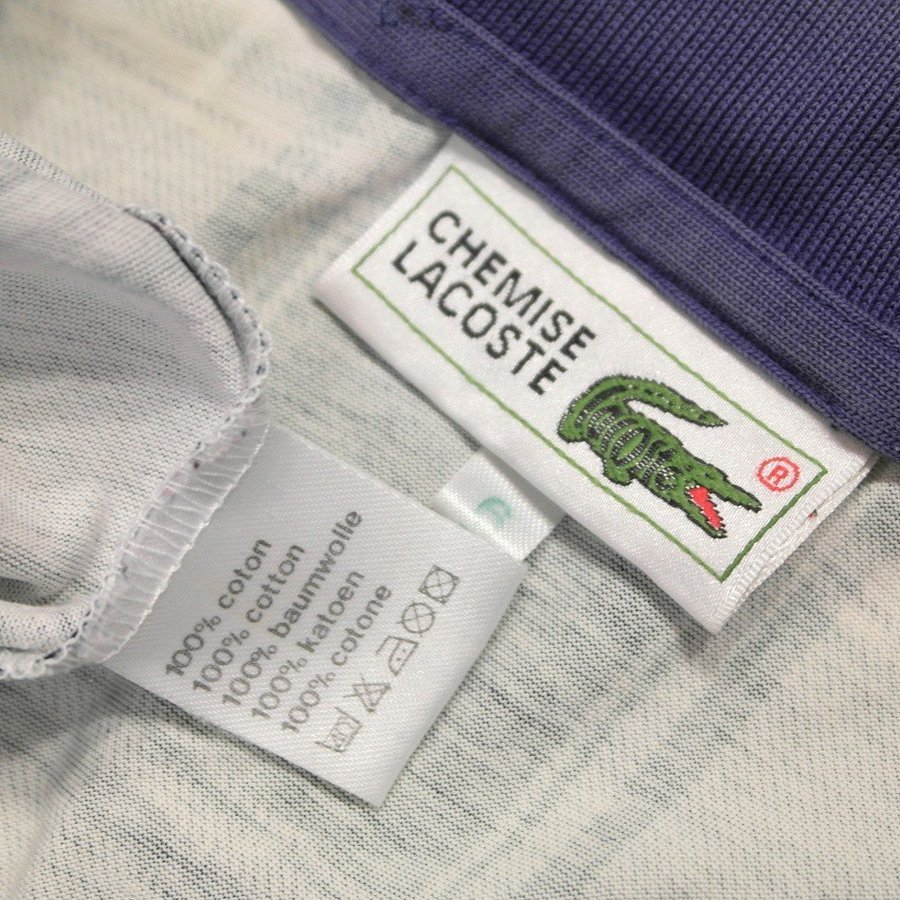 CHEMISE
LACOSTE
®
100% coton
100% cotton
100% baumwolle
100% katoen
100% cotone